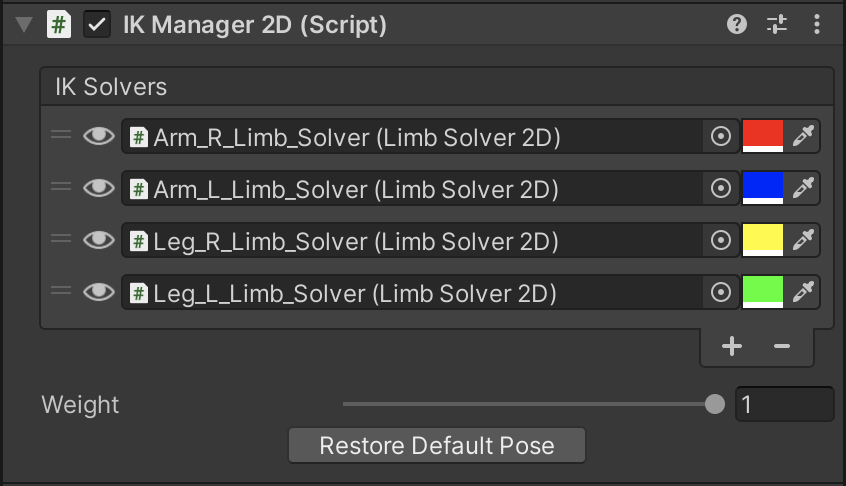 # IK Manager 2D (Script) ?
IK Solvers
# Arm_R_Limb_Solver (Limb Solver 2D)
# Arm_L_Limb_Solver (Limb Solver 2D)
# Leg_R_Limb_Solver (Limb Solver 2D)
# Leg_L_Limb_Solver (Limb Solver 2D)
+ −
Weight 1
Restore Default Pose